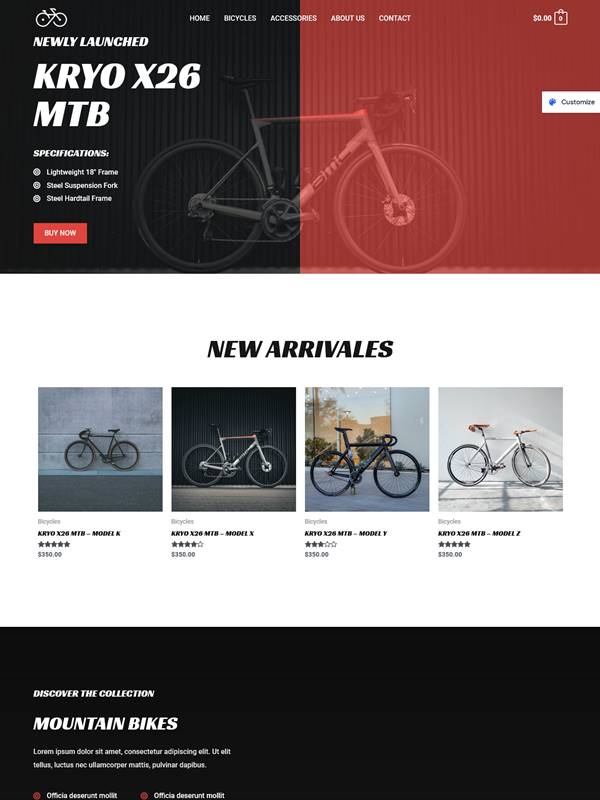 HOME BICYCLES ACCESSORIES ABOUT US CONTACT $0.00 0
NEWLY LAUNCHED
KRYO X26
MTB
Customize
SPECIFICATIONS:
Lightweight 18" Frame
Steel Suspension Fork
Steel Hardtail Frame
BUY NOW
NEW ARRIVALES
Bicycles Bicycles Bicycles Bicycles
KRYO X26 MTB – MODEL K KRYO X26 MTB – MODEL X KRYO X26 MTB – MODEL Y KRYO X26 MTB – MODEL Z
$350.00 $350.00 $350.00 $350.00
DISCOVER THE COLLECTION
MOUNTAIN BIKES
Lorem ipsum dolor sit amet, consectetur adipiscing elit. Ut elit
tellus, luctus nec ullamcorper mattis, pulvinar dapibus.
Officia deserunt mollit Officia deserunt mollit